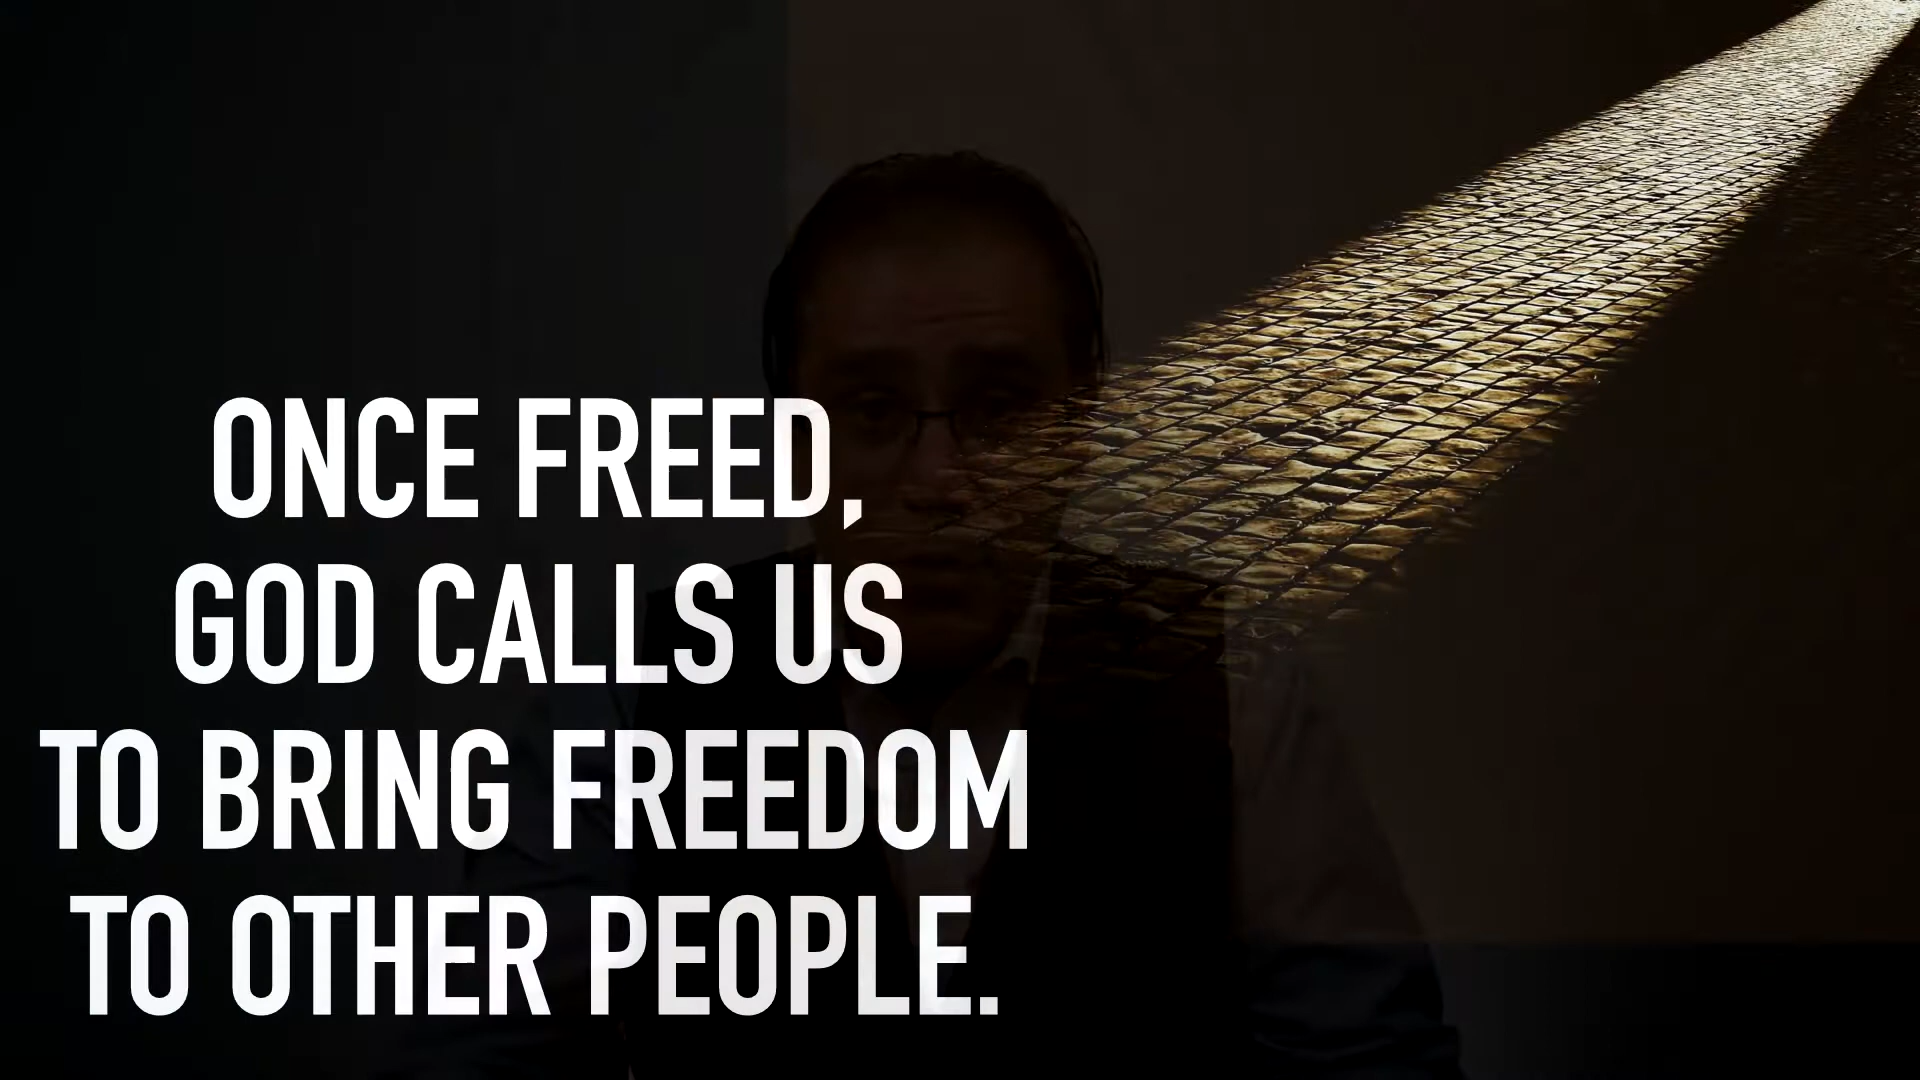 ONCE FREED,
GOD CALLS US
TO BRING FREEDOM
TO OTHER PEOPLE.